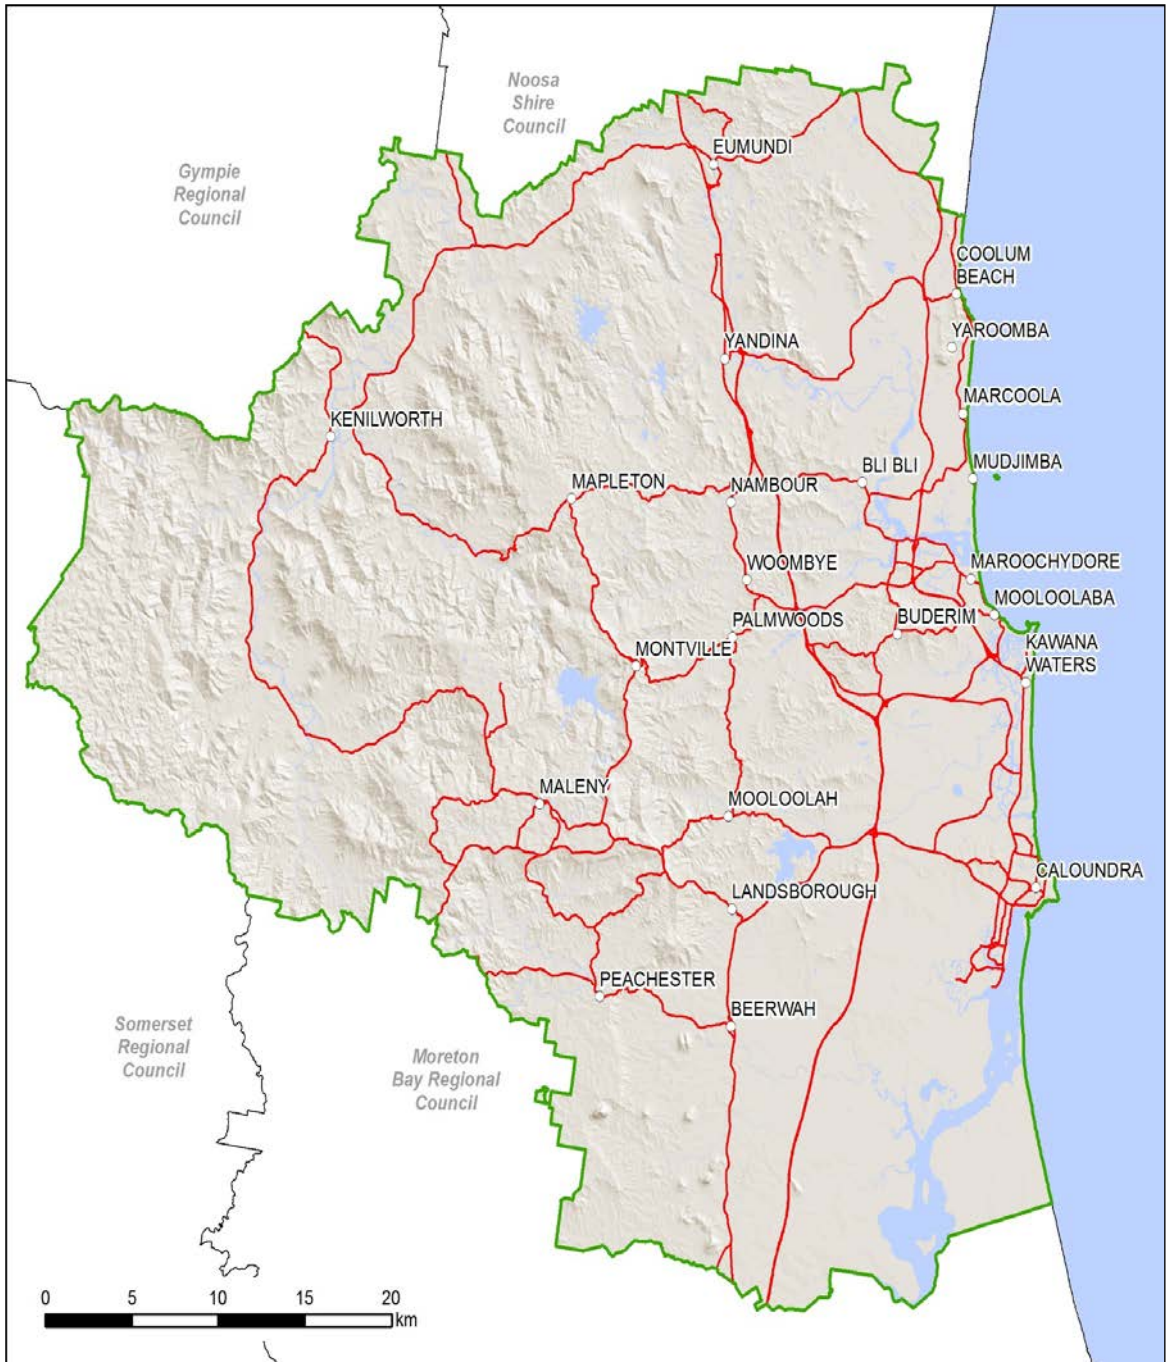 Noosa
Shire
Council
Gympie
Regional
Council
EUMUNDI
COOLUM
BEACH
YAROOMBA
YANDINA
MARCOOLA
KENILWORTH
BLI BLI
MUDJIMBA
MAPLETON
NAMBOUR
WOOMBYE
MAROOCHYDORE
MOOLOOLABA
PALMWOODS
BUDERIM
KAWANA
WATERS
MONTVILLE
MALENY
MOOLOOLAH
CALOUNDRA
LANDSBOROUGH
PEACHESTER
BEERWAH
Somerset
Regional
Council
Moreton
Bay Regional
Council
0 5 10 15 20
km